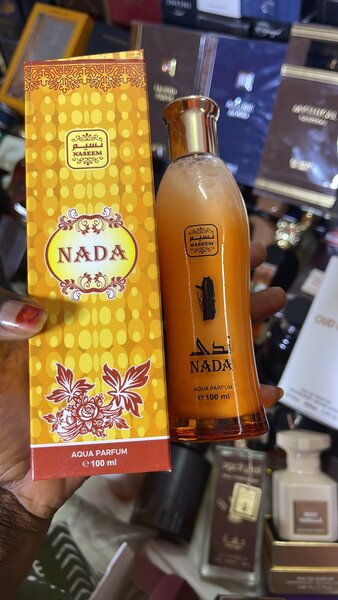 نسيم
NASEEM
NADA
AQUA PARFUM
e 100 ml
نسيم
NASEEM
ندى
NADA
AQUA PARFUM
e 100 ml